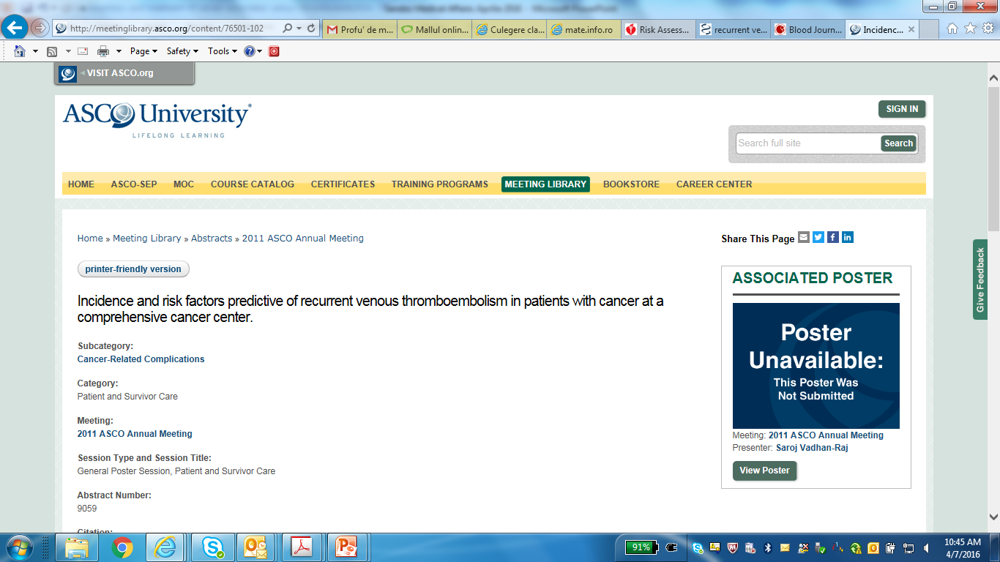 http://meetinglibrary.asco.org/content/76501-102
Profu' de m...
Mallul onlin...
Culegere cla...
mate.info.ro
Risk Assess...
recurrent ve...
Blood Journ...
Incidenc...
Page
Safety
Tools
VISIT ASCO.org
ASCO University®
LIFELONG LEARNING
SIGN IN
Search full site
Search
HOME ASCO-SEP MOC COURSE CATALOG CERTIFICATES TRAINING PROGRAMS MEETING LIBRARY BOOKSTORE CAREER CENTER
Home » Meeting Library » Abstracts » 2011 ASCO Annual Meeting
printer-friendly version
Incidence and risk factors predictive of recurrent venous thromboembolism in patients with cancer at a
comprehensive cancer center.
Subcategory:
Cancer-Related Complications
Category:
Patient and Survivor Care
Meeting:
2011 ASCO Annual Meeting
Session Type and Session Title:
General Poster Session, Patient and Survivor Care
Abstract Number:
9059
Citation:
Share This Page
ASSOCIATED POSTER
Poster
Unavailable:
This Poster Was
Not Submitted
Meeting: 2011 ASCO Annual Meeting
Presenter: Saroj Vadhan-Raj
View Poster
Give Feedback
91%
10:45 AM
4/7/2016